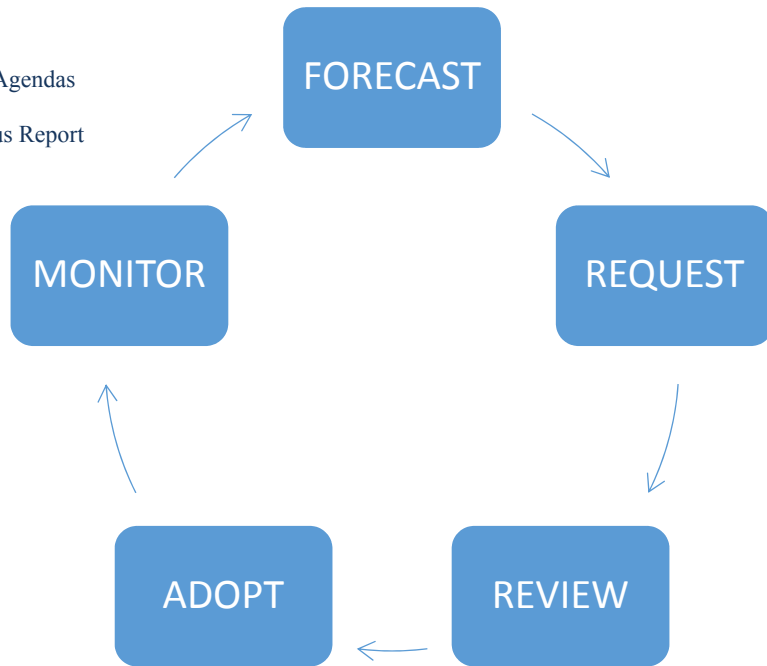 FORECAST
Agendas
Report
MONITOR
REQUEST
ADOPT
REVIEW